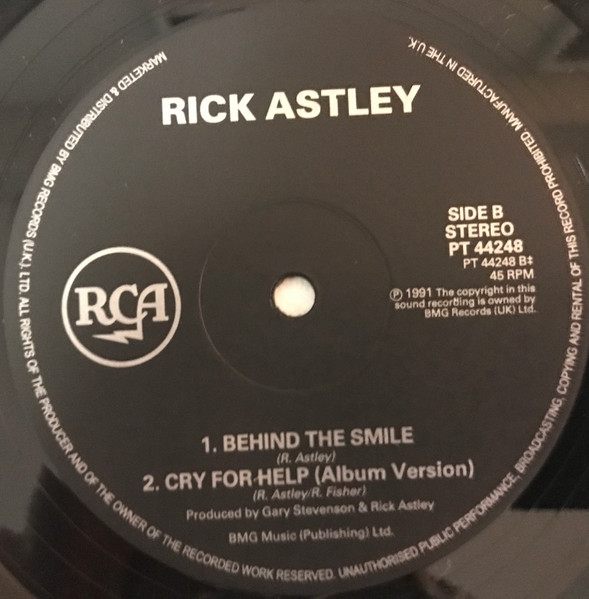 RICK ASTLEY
SIDE B
STEREO
PT 44248
PT 44248 B‡
45 RPM
Ⓟ 1991 The copyright in this
sound recording is owned by
BMG Records (UK) Ltd.
RCA
1. BEHIND THE SMILE
(R. Astley)
2. CRY FOR HELP (Album Version)
(R. Astley/R. Fisher)
Produced by Gary Stevenson & Rick Astley
BMG Music (Publishing) Ltd.
MARKETED & DISTRIBUTED BY BMG RECORDS (U.K.) LTD. ALL RIGHTS OF THE PRODUCER AND OF THE OWNER OF THE RECORDED WORK RESERVED. UNAUTHORISED PUBLIC PERFORMANCE, BROADCASTING, COPYING AND RENTAL OF THIS RECORD PROHIBITED. MANUFACTURED IN THE U.K.